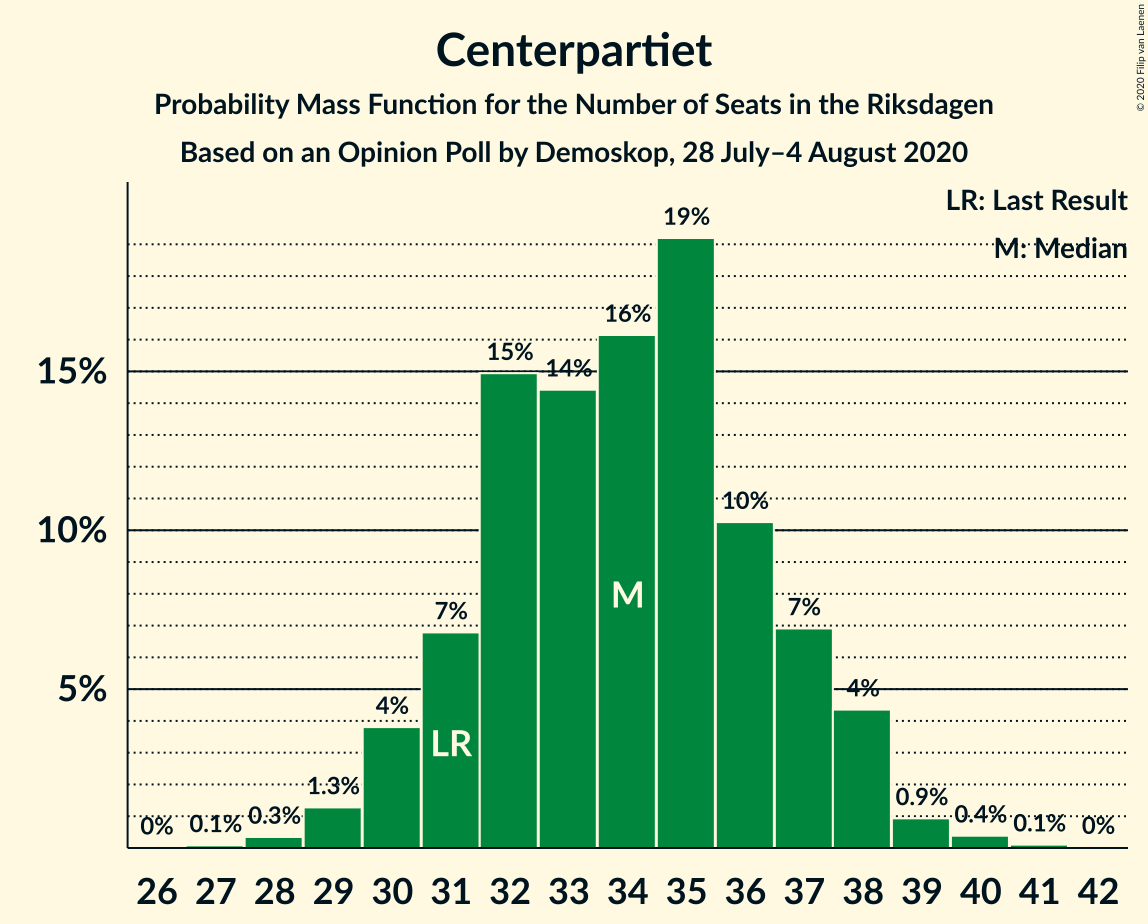 Centerpartiet
Probability Mass Function for the Number of Seats in the Riksdagen
Based on an Opinion Poll by Demoskop, 28 July–4 August 2020
© 2020 Filip van Laenen
LR: Last Result
M: Median
19%
16%
15%
14%
15%
10%
10%
7%
7%
5%
4%
4%
1.3%
0.9%
0%
0.1%
0.3%
0.4%
0.1%
0%
M
LR
26 27 28 29 30 31 32 33 34 35 36 37 38 39 40 41 42